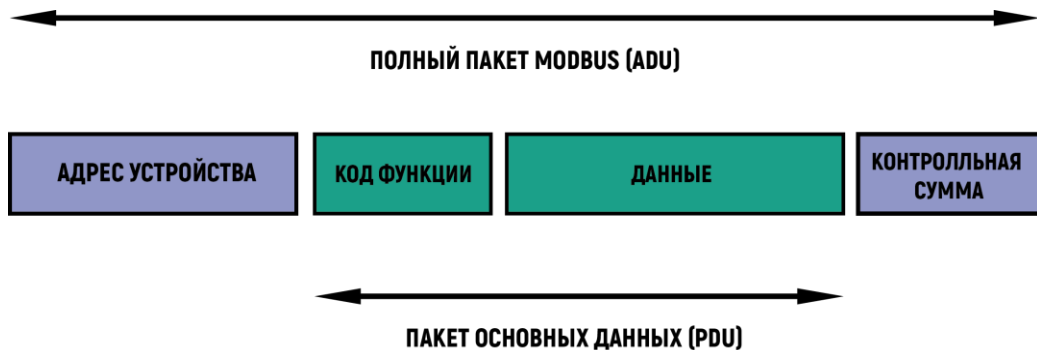 ПОЛНЫЙ ПАКЕТ MODBUS (ADU)
АДРЕС УСТРОЙСТВА
КОД ФУНКЦИИ
ДАННЫЕ
КОНТРОЛЛЬНАЯ
СУММА
ПАКЕТ ОСНОВНЫХ ДАННЫХ (PDU)